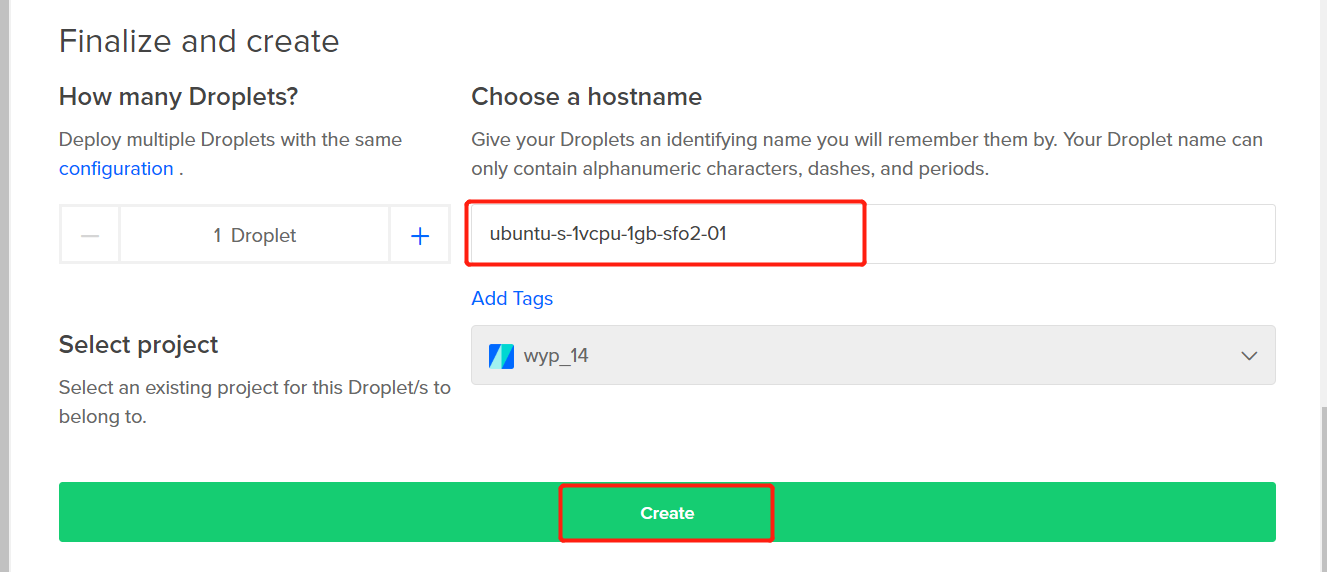 Finalize and create
How many Droplets?
Deploy multiple Droplets with the same
configuration .
1 Droplet
Choose a hostname
Give your Droplets an identifying name you will remember them by. Your Droplet name can
only contain alphanumeric characters, dashes, and periods.
ubuntu-s-1vcpu-1gb-sfo2-01
Add Tags
Select project
Select an existing project for this Droplet/s to
belong to.
wyp_14
Create